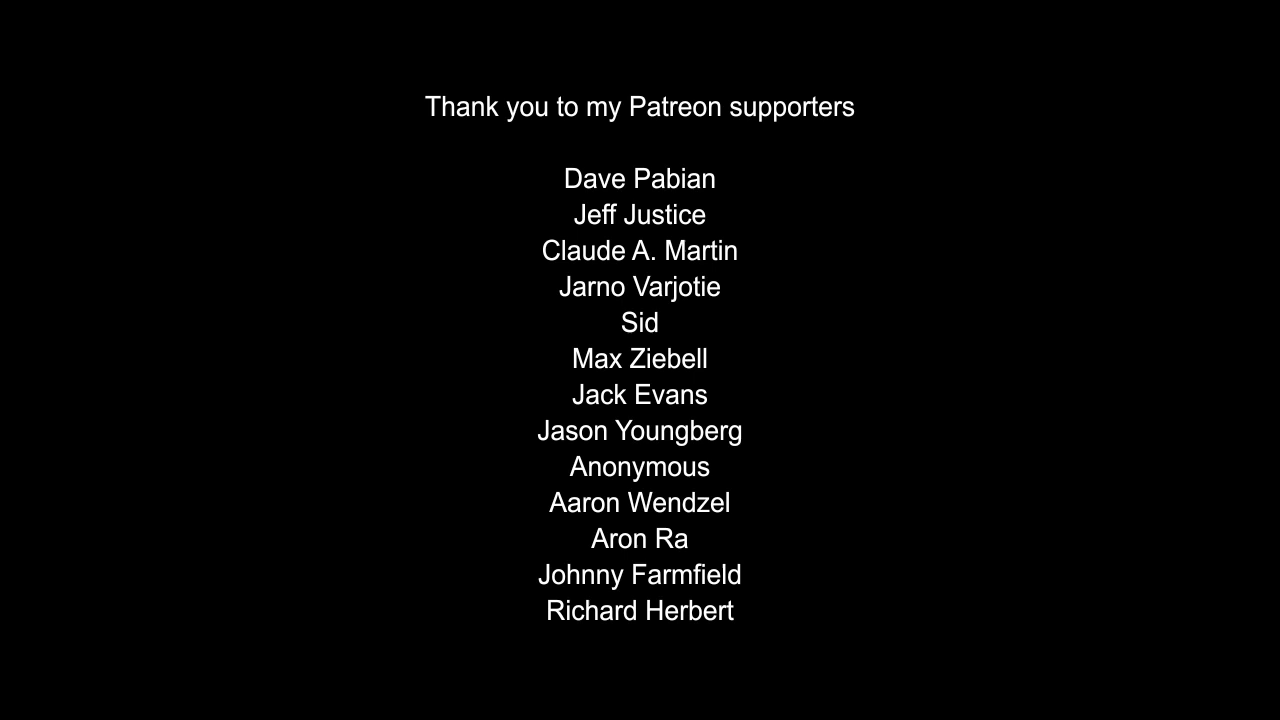 Thank you to my Patreon supporters
Dave Pabian
Jeff Justice
Claude A. Martin
Jarno Varjotie
Sid
Max Ziebell
Jack Evans
Jason Youngberg
Anonymous
Aaron Wendzel
Aron Ra
Johnny Farmfield
Richard Herbert